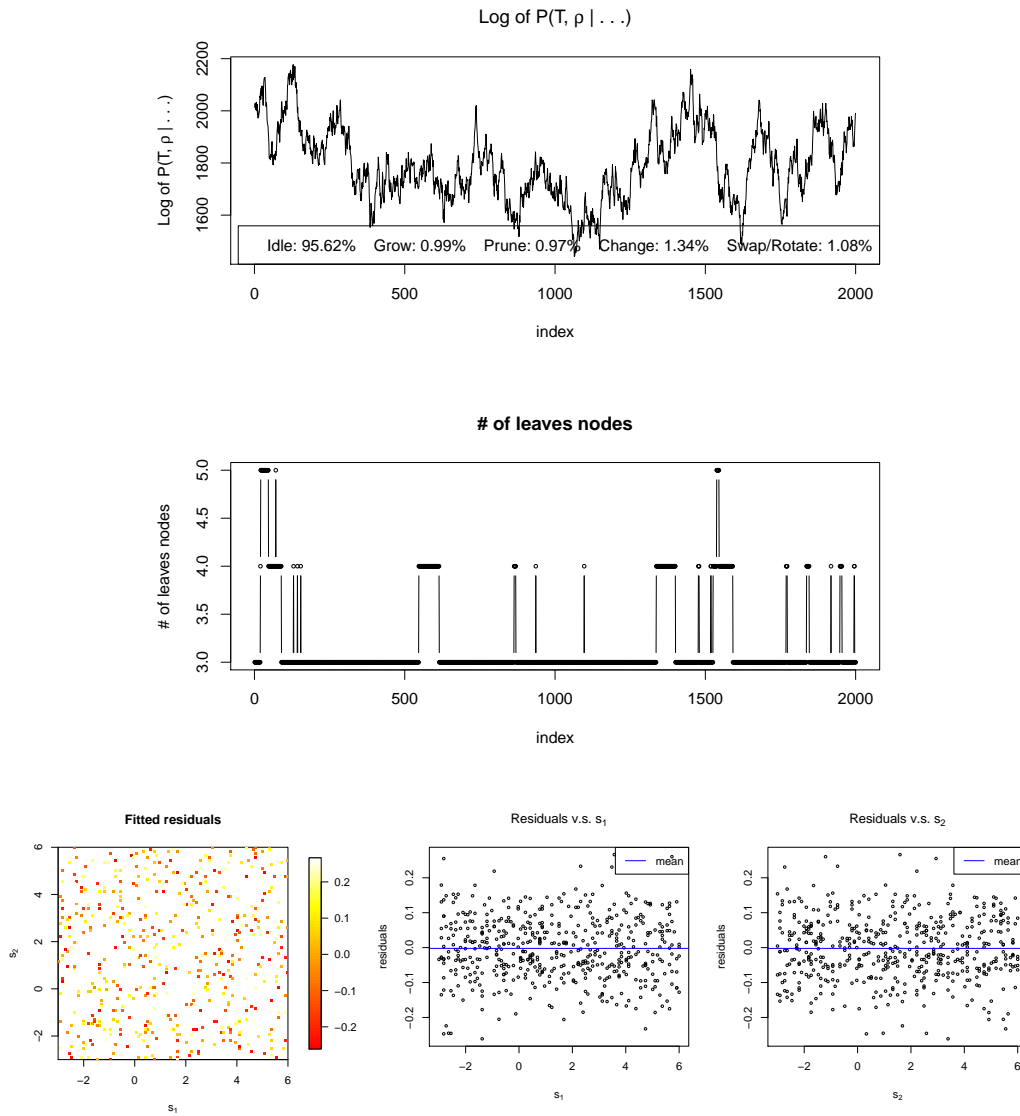 Log of P(T, ρ | . . .)
Log of P(T, ρ | . . .)
2200
2000
1800
1600
Idle: 95.62% Grow: 0.99% Prune: 0.97% Change: 1.34% Swap/Rotate: 1.08%
0 500 1000 1500 2000
index
# of leaves nodes
# of leaves nodes
5.0
4.5
4.0
3.5
3.0
0 500 1000 1500 2000
index
Fitted residuals
s₂
6
4
2
0
−2
−2 0 2 4 6
s₁
0.2
0.1
0.0
−0.1
−0.2
Residuals v.s. s₁
mean
residuals
0.2
0.1
0.0
−0.1
−0.2
−2 0 2 4 6
s₁
Residuals v.s. s₂
mean
residuals
0.2
0.1
0.0
−0.1
−0.2
−2 0 2 4 6
s₂